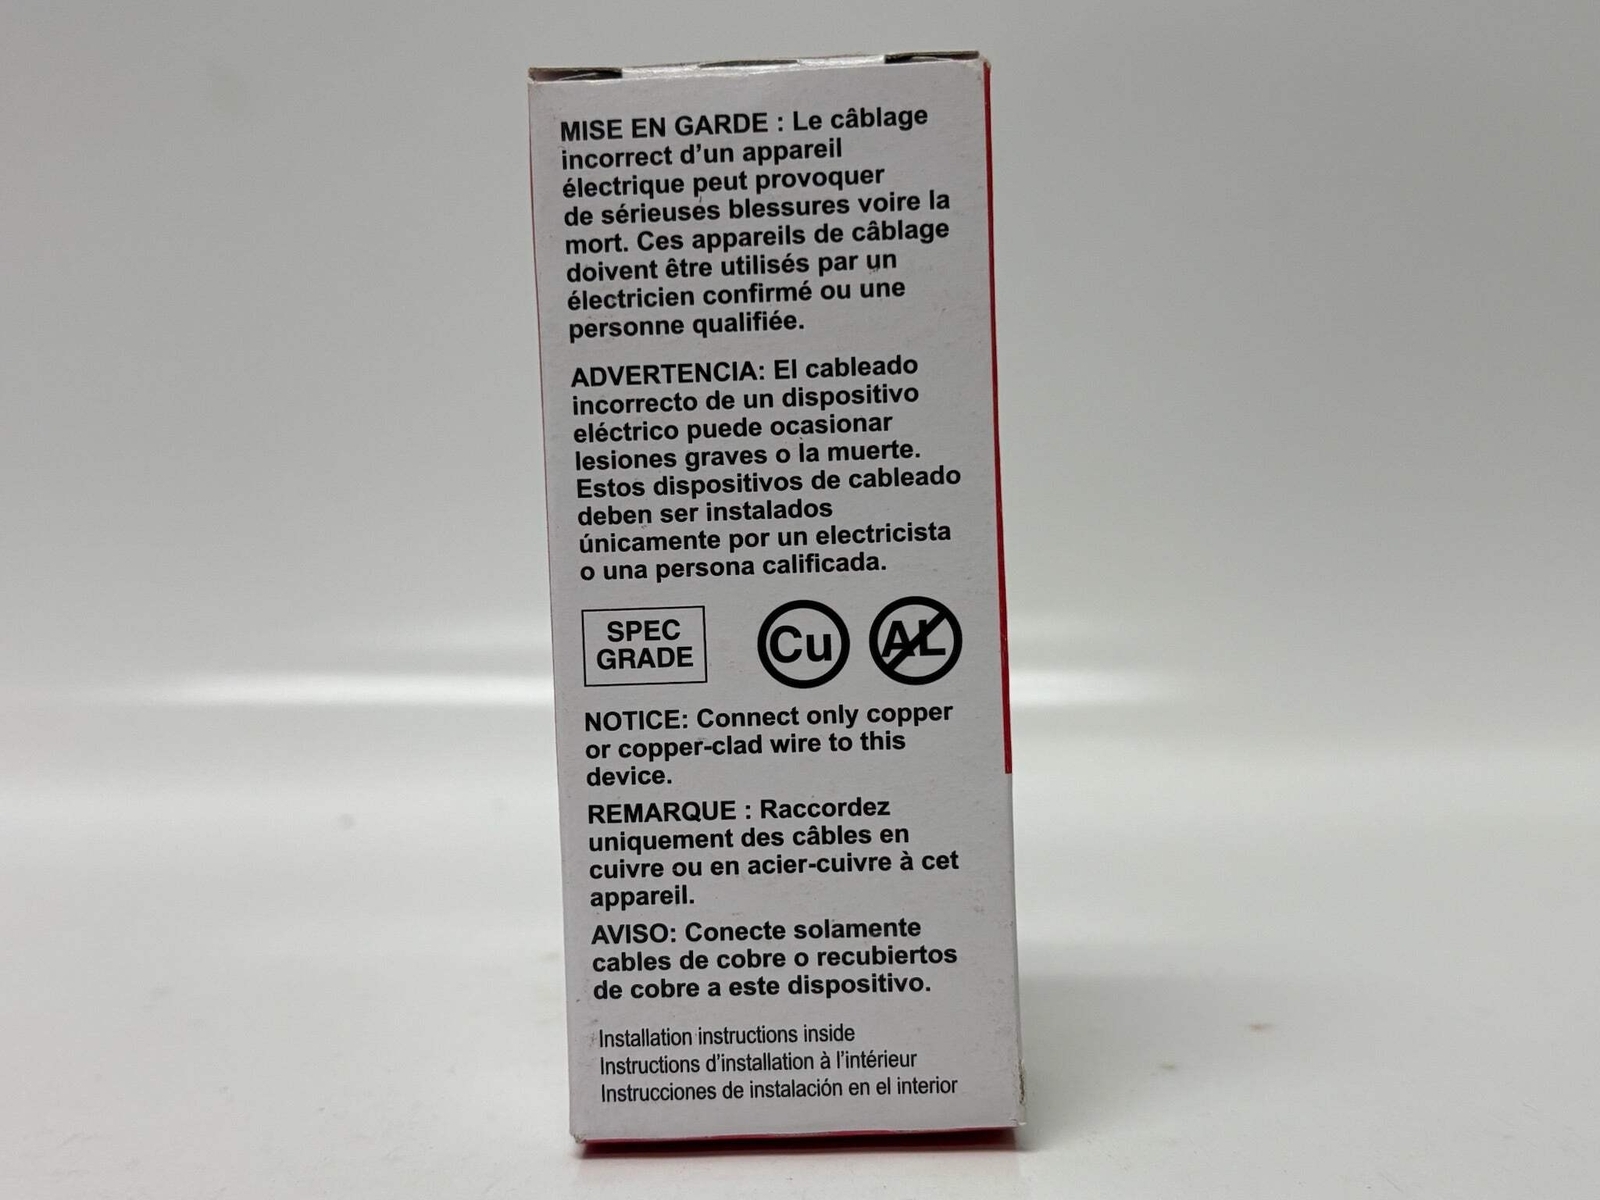 MISE EN GARDE : Le câblage
incorrect d’un appareil
électrique peut provoquer
de sérieuses blessures voire la
mort. Ces appareils de câblage
doivent être utilisés par un
électricien confirmé ou une
personne qualifiée.
ADVERTENCIA: El cableado
incorrecto de un dispositivo
eléctrico puede ocasionar
lesiones graves o la muerte.
Estos dispositivos de cableado
deben ser instalados
únicamente por un electricista
o una persona calificada.
SPEC
GRADE
Cu
AL
NOTICE: Connect only copper
or copper-clad wire to this
device.
REMARQUE : Raccordez
uniquement des câbles en
cuivre ou en acier-cuivre à cet
appareil.
AVISO: Conecte solamente
cables de cobre o recubiertos
de cobre a este dispositivo.
Installation instructions inside
Instructions d’installation à l’intérieur
Instrucciones de instalación en el interior